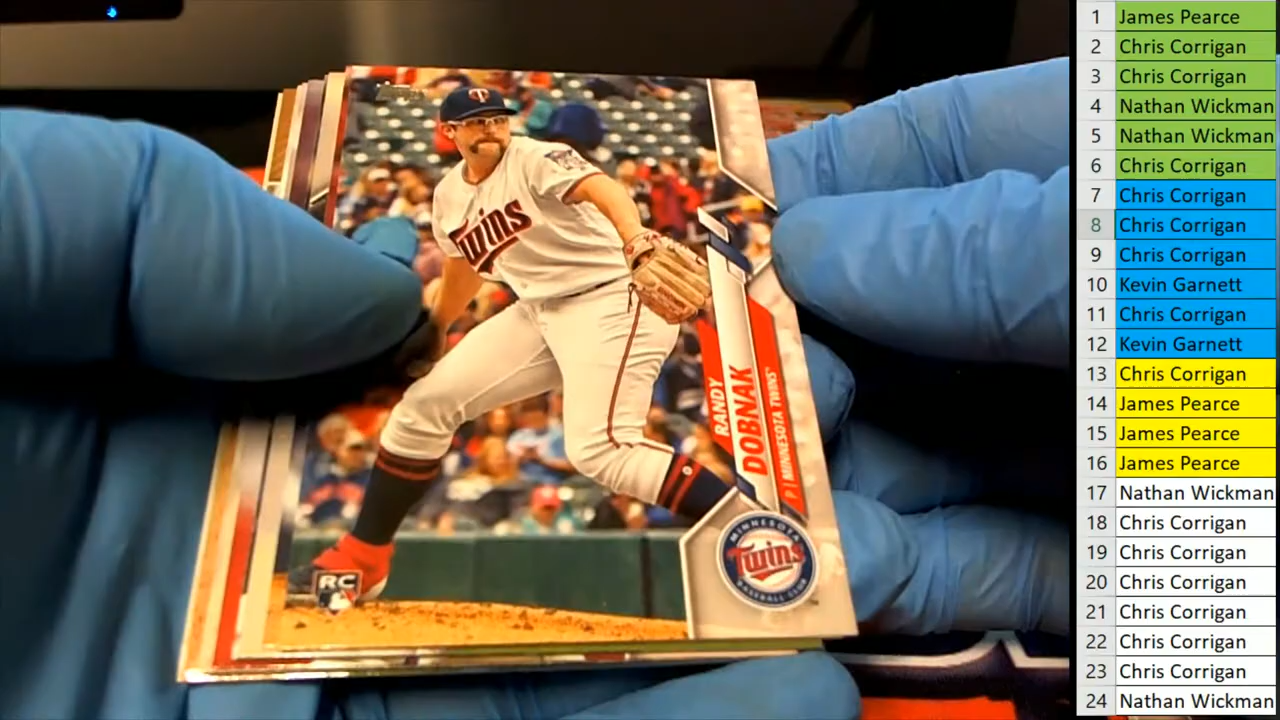 T
Twins
RANDY
DOBNAK
P | MINNESOTA TWINS™
RC
MINNESOTA
Twins
BASEBALL CLUB
™
1 James Pearce
2 Chris Corrigan
3 Chris Corrigan
4 Nathan Wickman
5 Nathan Wickman
6 Chris Corrigan
7 Chris Corrigan
8 Chris Corrigan
9 Chris Corrigan
10 Kevin Garnett
11 Chris Corrigan
12 Kevin Garnett
13 Chris Corrigan
14 James Pearce
15 James Pearce
16 James Pearce
17 Nathan Wickman
18 Chris Corrigan
19 Chris Corrigan
20 Chris Corrigan
21 Chris Corrigan
22 Chris Corrigan
23 Chris Corrigan
24 Nathan Wickman